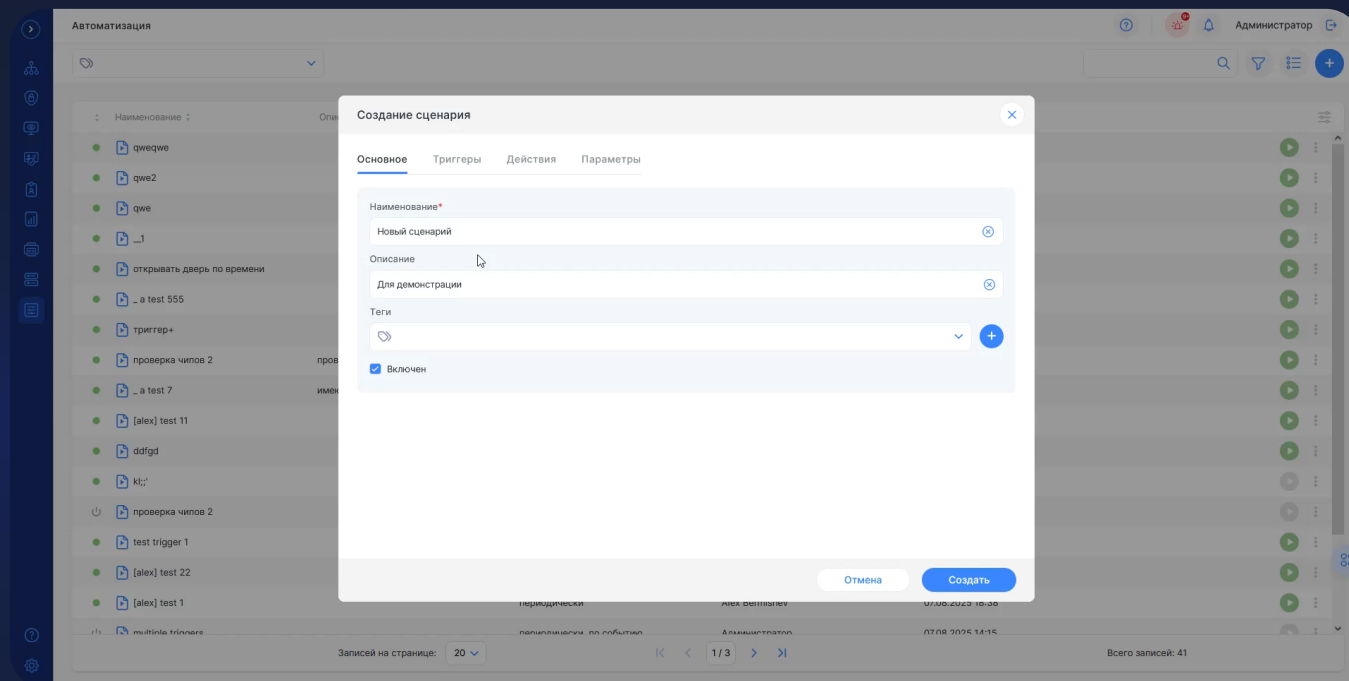 Автоматизация
9+
Администратор
Наименование
qweqwe
qwe2
qwe
__1
открывать дверь по времени
_ a test 555
триггер+
проверка чипов 2
_ a test 7
[alex] test 11
ddfgd
kl;;'
проверка чипов 2
test trigger 1
[alex] test 22
[alex] test 1 периодически Alex Bermishev 07.08.2025 18:38
multiple triggers периодически, по событию Администратор 07.08.2025 14:15
Создание сценария
Основное Триггеры Действия Параметры
Наименование*
Новый сценарий
Описание
Для демонстрации
Теги
Включен
Отмена Создать
Записей на странице: 20 1 / 3 Всего записей: 41